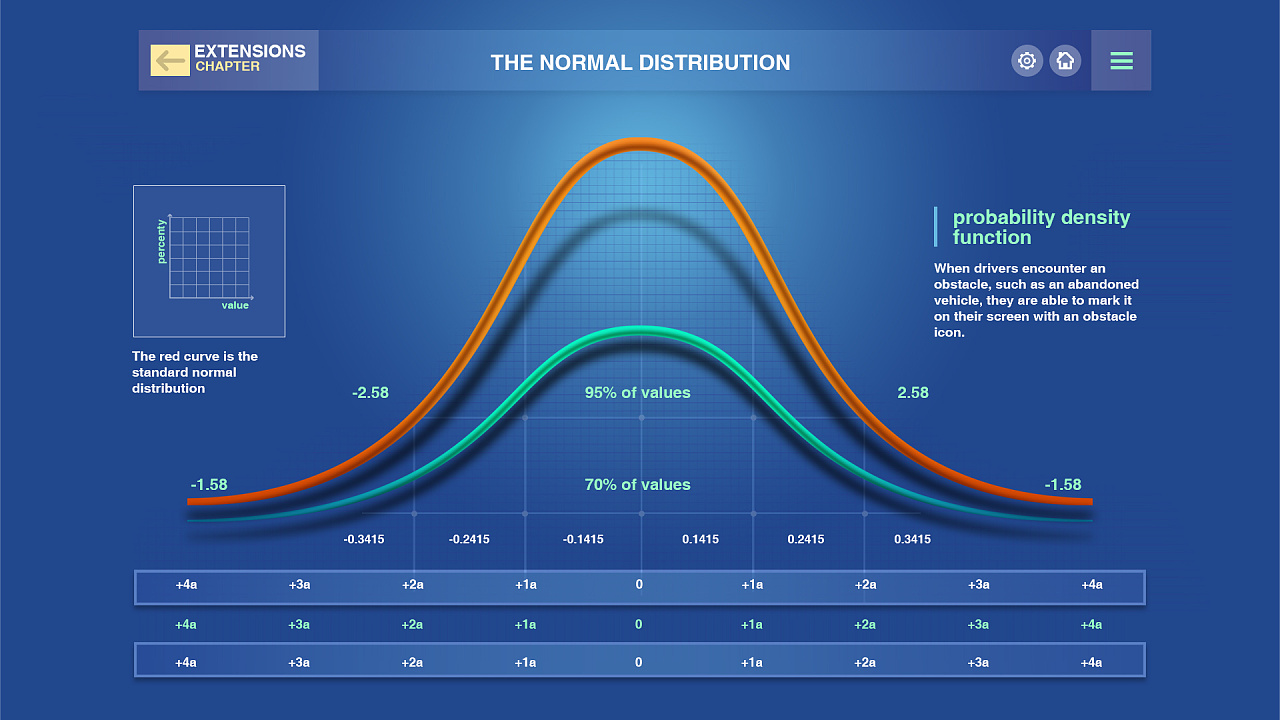 EXTENSIONS
CHAPTER
THE NORMAL DISTRIBUTION
percenty
value
The red curve is the
standard normal
distribution
probability density
function
When drivers encounter an
obstacle, such as an abandoned
vehicle, they are able to mark it
on their screen with an obstacle
icon.
-2.58
95% of values
2.58
-1.58
70% of values
-1.58
-0.3415
-0.2415
-0.1415
0.1415
0.2415
0.3415
+4a +3a +2a +1a 0 +1a +2a +3a +4a
+4a +3a +2a +1a 0 +1a +2a +3a +4a
+4a +3a +2a +1a 0 +1a +2a +3a +4a